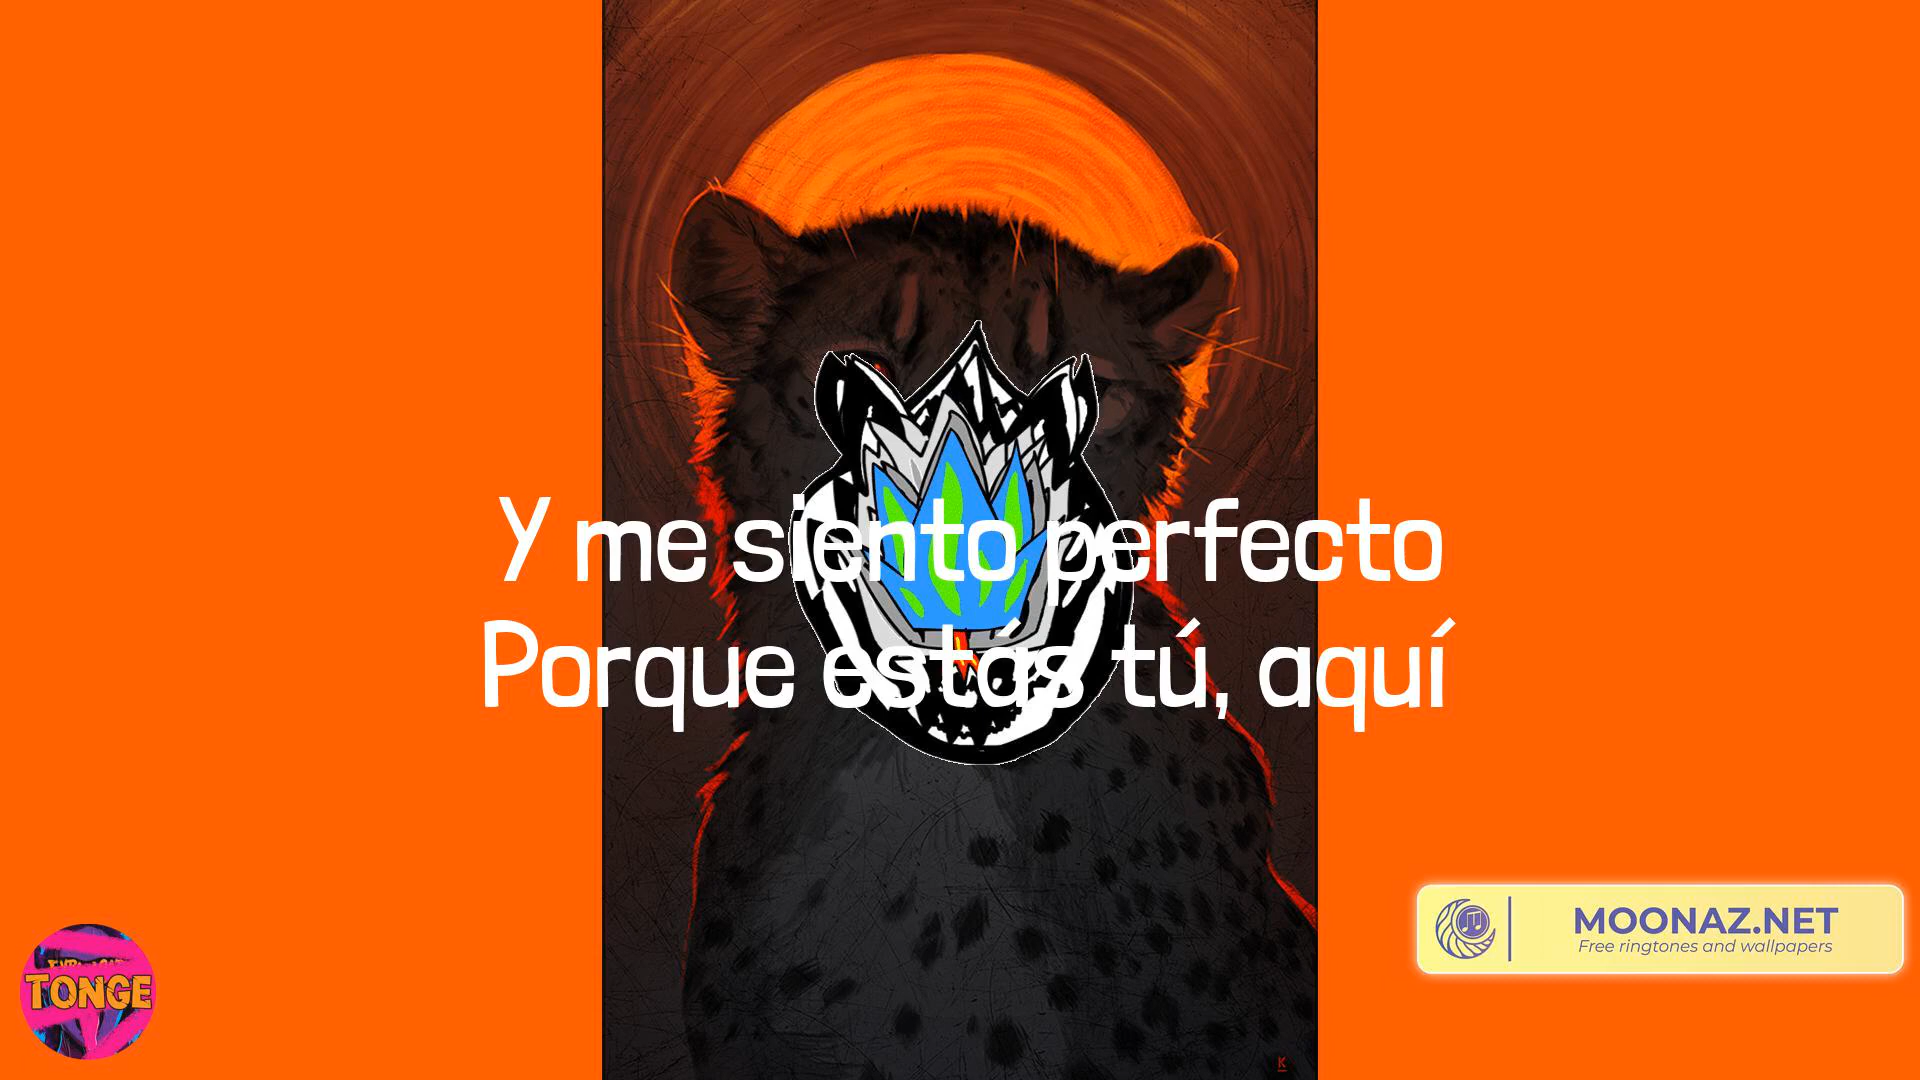 Y me siento perfecto
Porque estás tú, aquí
MOONAZ.NET
Free ringtones and wallpapers
TONGE
K